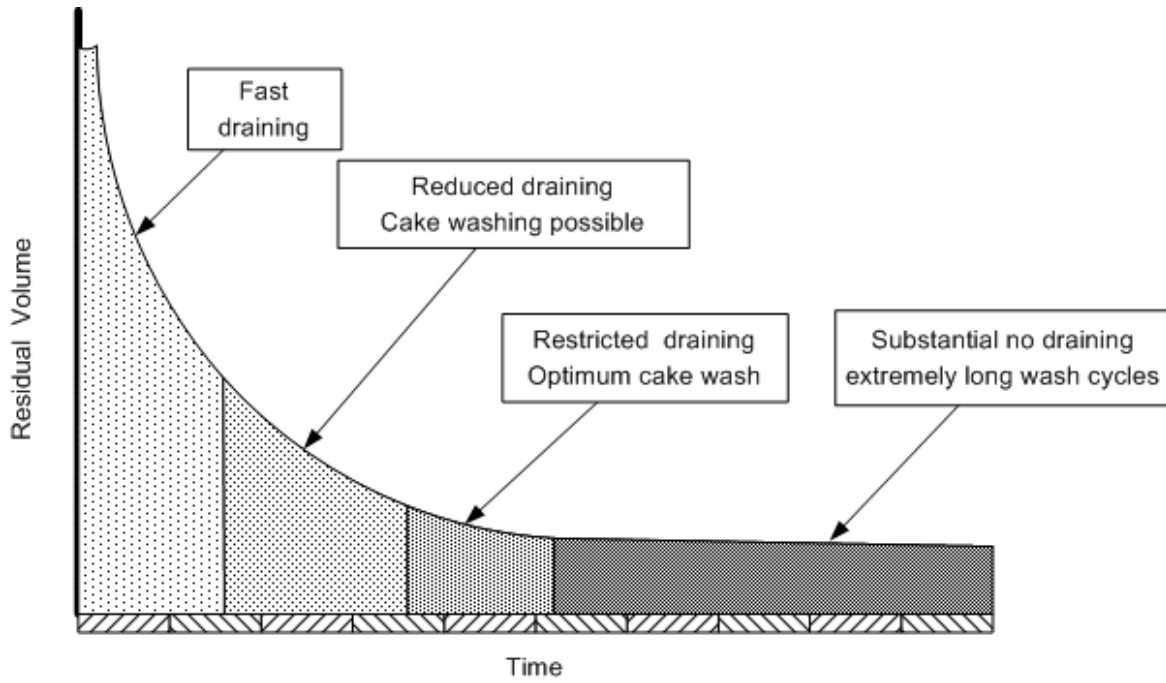 Fast
draining
Reduced draining
Cake washing possible
Restricted draining
Optimum cake wash
Substantial no draining
extremely long wash cycles
Residual Volume
Time